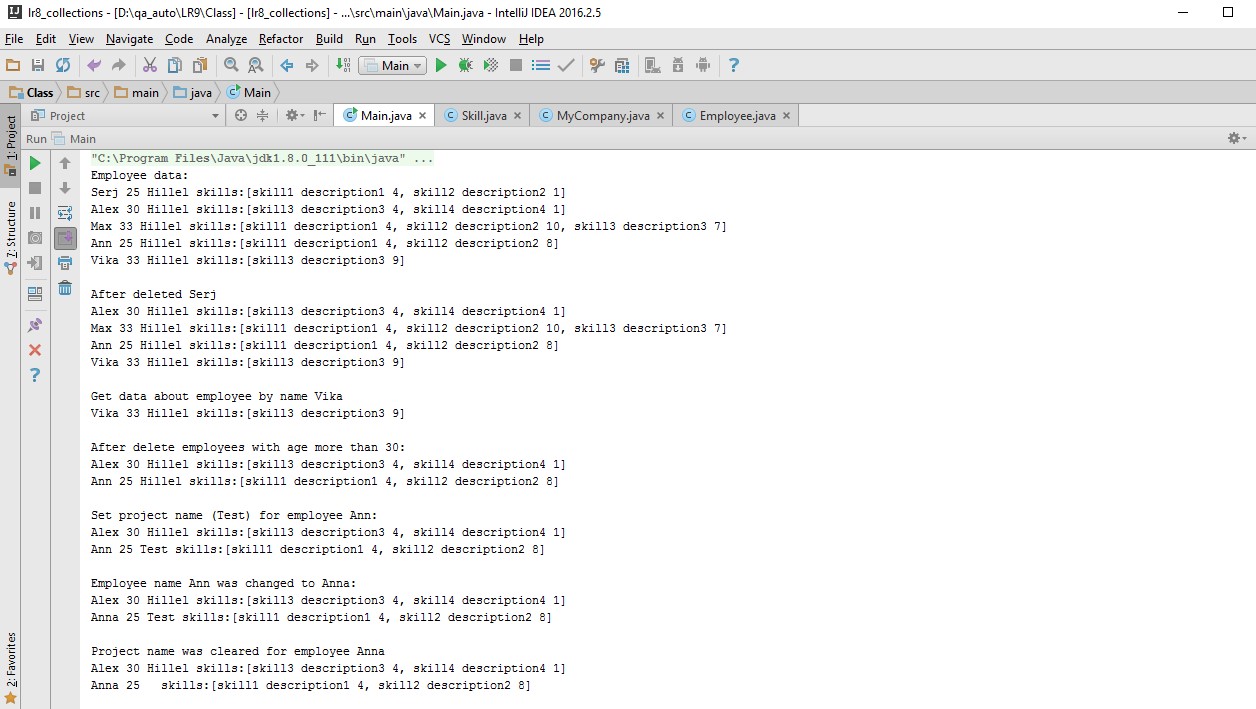 lr8_collections - [D:\qa_auto\LR9\Class] - [lr8_collections] - ...\src\main\java\Main.java - IntelliJ IDEA 2016.2.5
File Edit View Navigate Code Analyze Refactor Build Run Tools VCS Window Help
Main
Class src main java Main
Project Main.java Skill.java MyCompany.java Employee.java
Run Main
1: Project
7: Structure
2: Favorites
"C:\Program Files\Java\jdk1.8.0_111\bin\java" ...
Employee data:
Serj 25 Hillel skills:[skill1 description1 4, skill2 description2 1]
Alex 30 Hillel skills:[skill3 description3 4, skill4 description4 1]
Max 33 Hillel skills:[skill1 description1 4, skill2 description2 10, skill3 description3 7]
Ann 25 Hillel skills:[skill1 description1 4, skill2 description2 8]
Vika 33 Hillel skills:[skill3 description3 9]
After deleted Serj
Alex 30 Hillel skills:[skill3 description3 4, skill4 description4 1]
Max 33 Hillel skills:[skill1 description1 4, skill2 description2 10, skill3 description3 7]
Ann 25 Hillel skills:[skill1 description1 4, skill2 description2 8]
Vika 33 Hillel skills:[skill3 description3 9]
Get data about employee by name Vika
Vika 33 Hillel skills:[skill3 description3 9]
After delete employees with age more than 30:
Alex 30 Hillel skills:[skill3 description3 4, skill4 description4 1]
Ann 25 Hillel skills:[skill1 description1 4, skill2 description2 8]
Set project name (Test) for employee Ann:
Alex 30 Hillel skills:[skill3 description3 4, skill4 description4 1]
Ann 25 Test skills:[skill1 description1 4, skill2 description2 8]
Employee name Ann was changed to Anna:
Alex 30 Hillel skills:[skill3 description3 4, skill4 description4 1]
Anna 25 Test skills:[skill1 description1 4, skill2 description2 8]
Project name was cleared for employee Anna
Alex 30 Hillel skills:[skill3 description3 4, skill4 description4 1]
Anna 25   skills:[skill1 description1 4, skill2 description2 8]